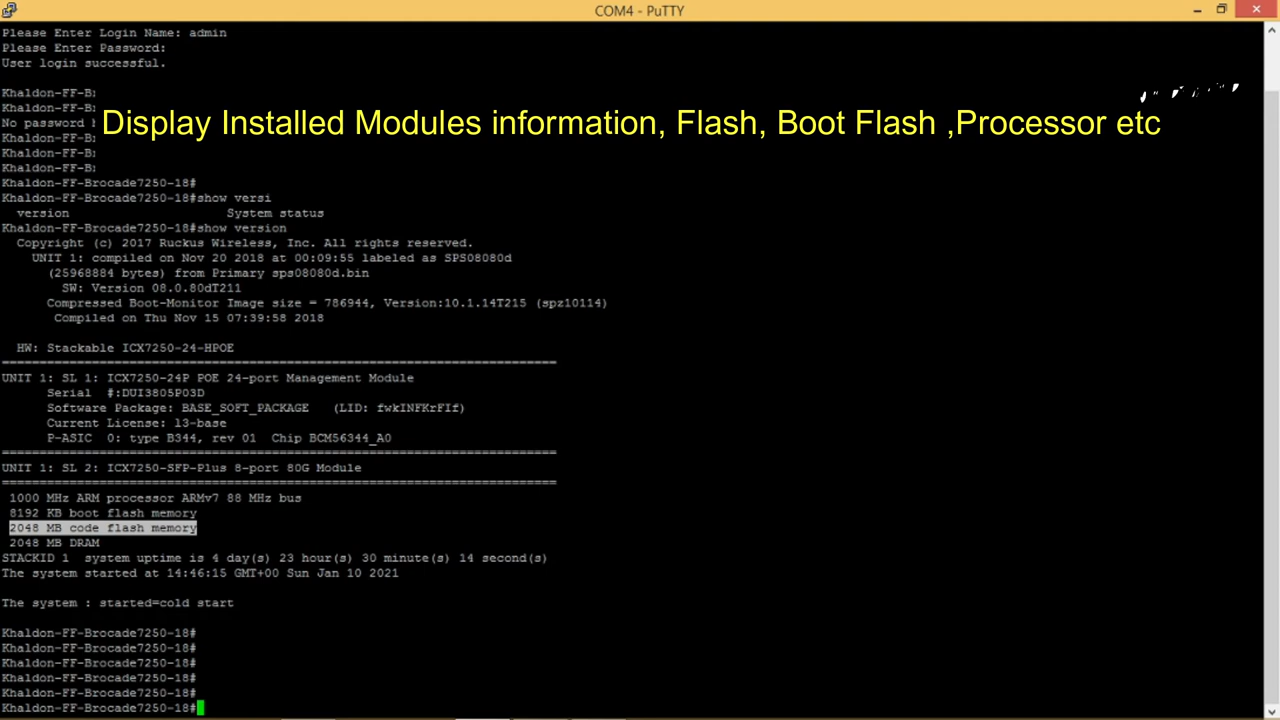 COM4 - PuTTY
Please Enter Login Name: admin
Please Enter Password:
User login successful.
Khaldon-FF-B
No password
Display Installed Modules information, Flash, Boot Flash ,Processor etc
Khaldon-FF-B
Khaldon-FF-B
Khaldon-FF-B
Khaldon-FF-Brocade7250-18#
Khaldon-FF-Brocade7250-18#show versi
version System status
Khaldon-FF-Brocade7250-18#show version
Copyright (c) 2017 Ruckus Wireless, Inc. All rights reserved.
UNIT 1: compiled on Nov 20 2018 at 00:09:55 labeled as SPS08080d
(25968884 bytes) from Primary sps08080d.bin
SW: Version 08.0.80dT211
Compressed Boot-Monitor Image size = 786944, Version:10.1.14T215 (spz10114)
Compiled on Thu Nov 15 07:39:58 2018
HW: Stackable ICX7250-24-HPOE
==========================================================================
UNIT 1: SL 1: ICX7250-24P POE 24-port Management Module
Serial #:DUI3805P03D
Software Package: BASE_SOFT_PACKAGE (LID: fwkINFKrFIf)
Current License: l3-base
P-ASIC 0: type B344, rev 01 Chip BCM56344_A0
==========================================================================
UNIT 1: SL 2: ICX7250-SFP-Plus 8-port 80G Module
==========================================================================
1000 MHz ARM processor ARMv7 88 MHz bus
8192 KB boot flash memory
2048 MB code flash memory
2048 MB DRAM
STACKID 1 system uptime is 4 day(s) 23 hour(s) 30 minute(s) 14 second(s)
The system started at 14:46:15 GMT+00 Sun Jan 10 2021
The system : started=cold start
Khaldon-FF-Brocade7250-18#
Khaldon-FF-Brocade7250-18#
Khaldon-FF-Brocade7250-18#
Khaldon-FF-Brocade7250-18#
Khaldon-FF-Brocade7250-18#
Khaldon-FF-Brocade7250-18#